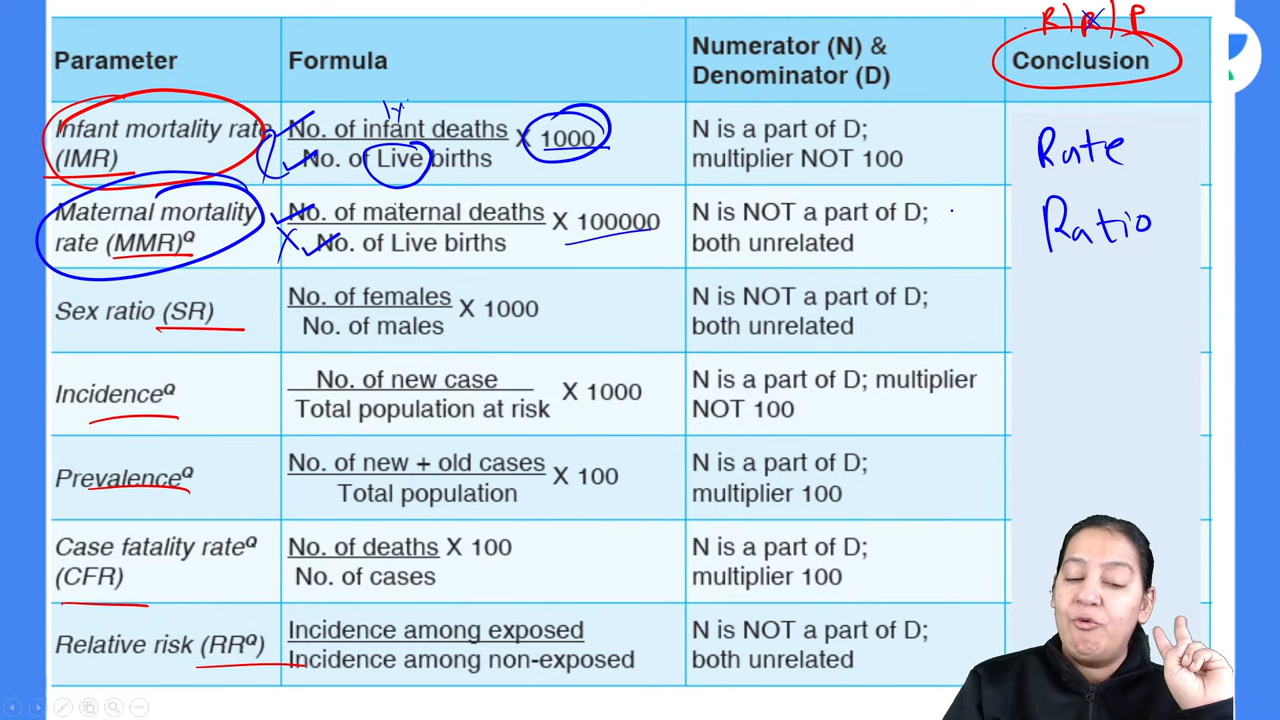 R) R) P
Parameter
Formula
Numerator (N) &
Denominator (D)
Conclusion
Infant mortality rate
(IMR)
1yr
No. of infant deaths
No. of Live births
X 1000
N is a part of D;
multiplier NOT 100
Rate
Maternal mortality
rate (MMR)Q
No. of maternal deaths
No. of Live births
X 100000
N is NOT a part of D;
both unrelated
Ratio
Sex ratio (SR)
No. of females
No. of males
X 1000
N is NOT a part of D;
both unrelated
IncidenceQ
No. of new case
Total population at risk
X 1000
N is a part of D; multiplier
NOT 100
PrevalenceQ
No. of new + old cases
Total population
X 100
N is a part of D;
multiplier 100
Case fatality rateQ
(CFR)
No. of deaths
No. of cases
X 100
N is a part of D;
multiplier 100
Relative risk (RRQ)
Incidence among exposed
Incidence among non-exposed
N is NOT a part of D;
both unrelated